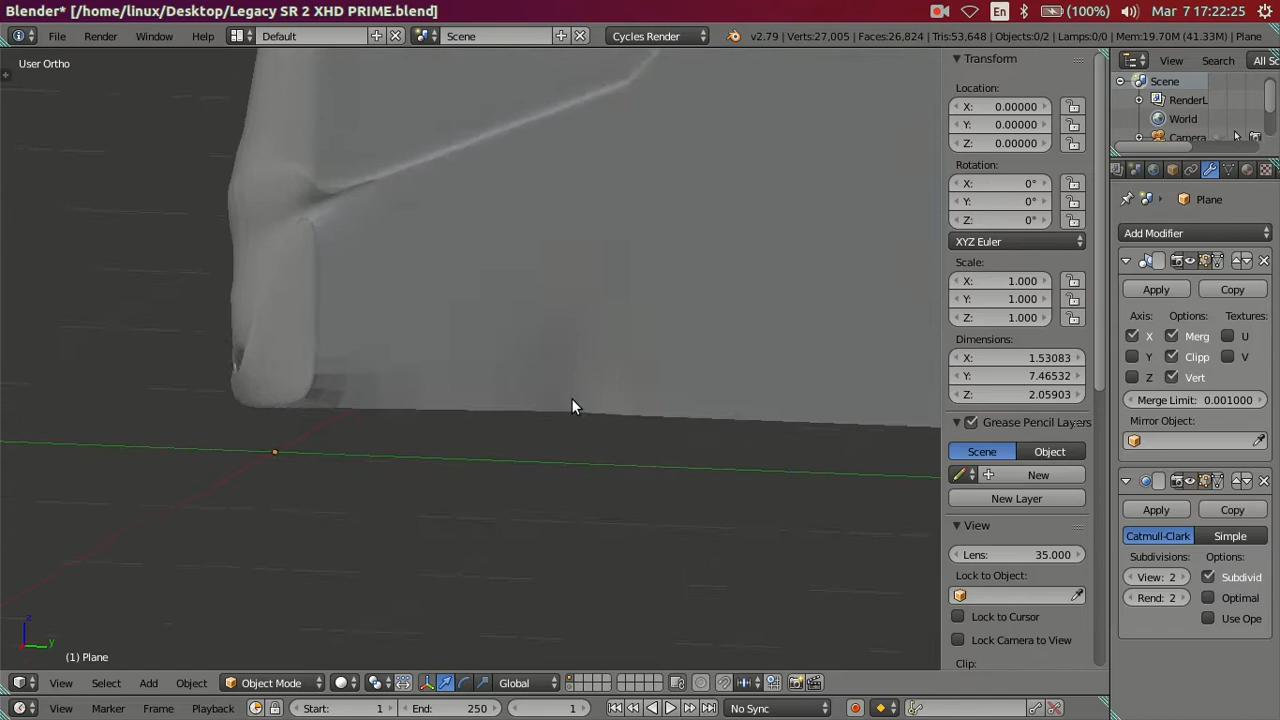 Blender* [/home/linux/Desktop/Legacy SR 2 XHD PRIME.blend]
En (100%) Mar 7 17:22:25
File Render Window Help Default Scene Cycles Render v2.79 | Verts:27,005 | Faces:26,824 | Tris:53,648 | Objects:0/2 | Lamps:0/0 | Mem:19.70M (41.33M) | Plane
User Ortho
Transform
Location:
X: 0.00000
Y: 0.00000
Z: 0.00000
Rotation:
X: 0°
Y: 0°
Z: 0°
XYZ Euler
Scale:
X: 1.000
Y: 1.000
Z: 1.000
Dimensions:
X: 1.53083
Y: 7.46532
Z: 2.05903
Grease Pencil Layers
Scene Object
New
New Layer
View
Lens: 35.000
Lock to Object:
Lock to Cursor
Lock Camera to View
Clip:
View Search All Sc
Scene
RenderL
World
Camera
Plane
Add Modifier
Apply Copy
Axis: Options: Textures:
X Merg U
Y Clipp V
Z Vert
Merge Limit: 0.001000
Mirror Object:
Apply Copy
Catmull-Clark Simple
Subdivisions: Options:
View: 2 Subdivid
Rend: 2 Optimal
Use Ope
z
y
(1) Plane
View Select Add Object Object Mode Global
View Marker Frame Playback Start: 1 End: 250 1 No Sync